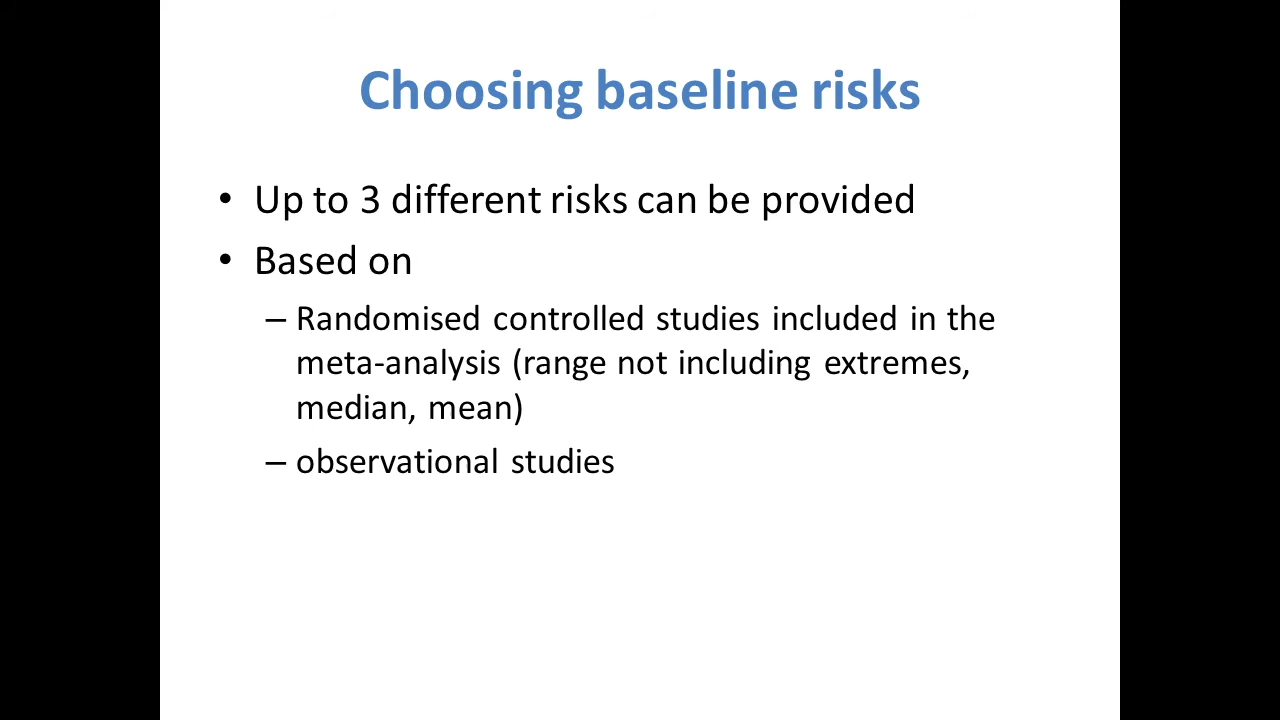 Choosing baseline risks
• Up to 3 different risks can be provided
• Based on
– Randomised controlled studies included in the
meta-analysis (range not including extremes,
median, mean)
– observational studies